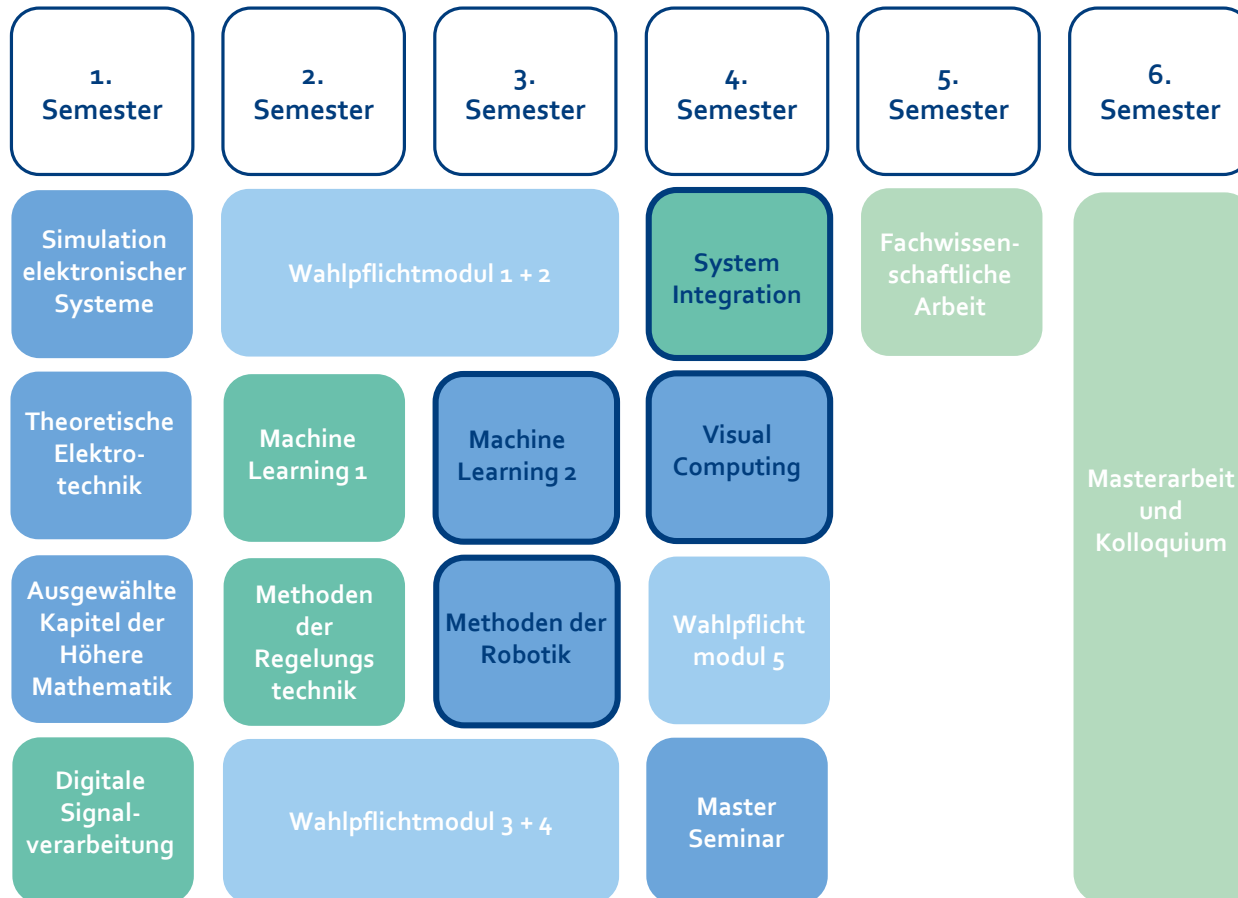 1.
Semester
2.
Semester
3.
Semester
4.
Semester
5.
Semester
6.
Semester
Simulation
elektronischer
Systeme
Wahlpflichtmodul 1 + 2
System
Integration
Fachwissen-
schaftliche
Arbeit
Theoretische
Elektro-
technik
Machine
Learning 1
Machine
Learning 2
Visual
Computing
Masterarbeit
und
Kolloquium
Ausgewählte
Kapitel der
Höhere
Mathematik
Methoden
der
Regelungs
technik
Methoden der
Robotik
Wahlpflicht
modul 5
Digitale
Signal-
verarbeitung
Wahlpflichtmodul 3 + 4
Master
Seminar